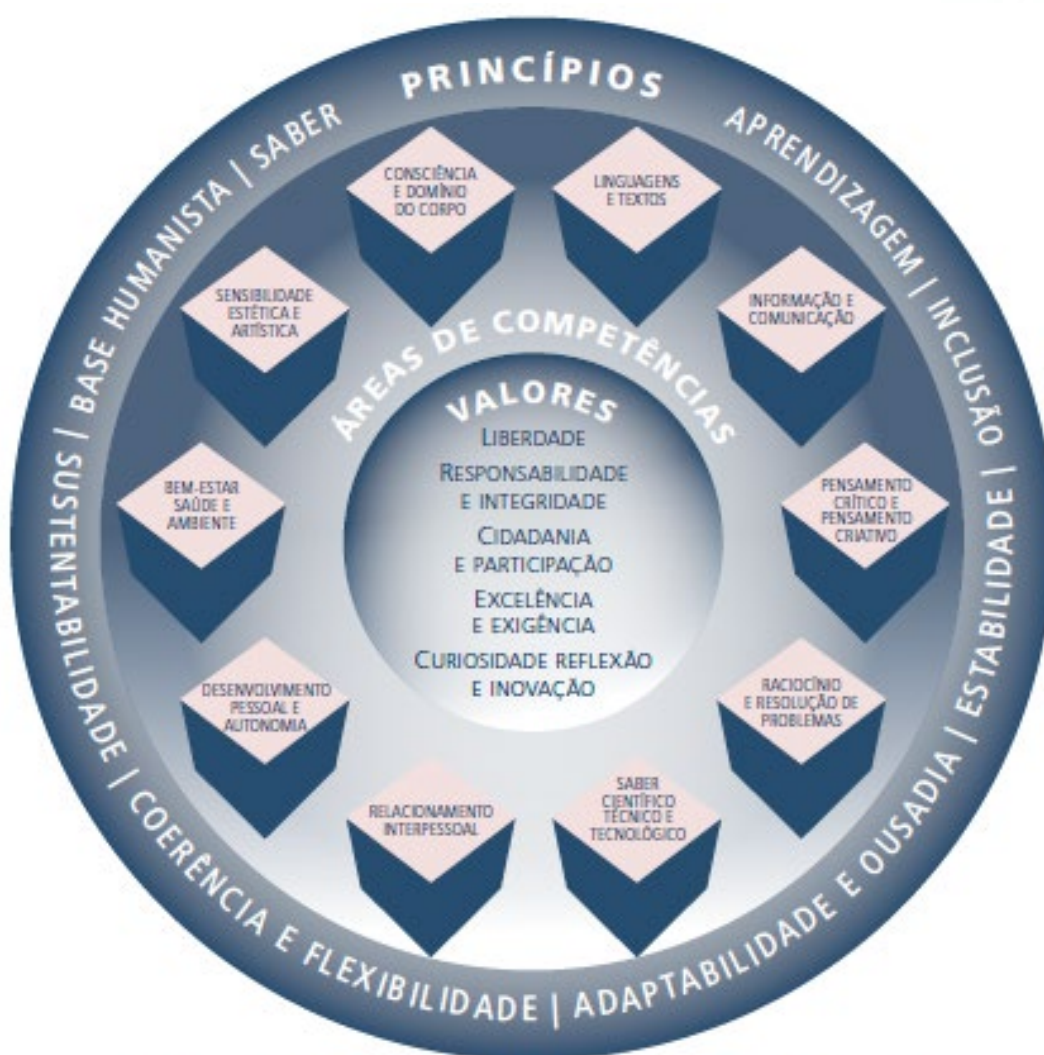 PRINCÍPIOS
APRENDIZAGEM | INCLUSÃO | ESTABILIDADE | ADAPTABILIDADE E OUSADIA | COERÊNCIA E FLEXIBILIDADE | SUSTENTABILIDADE | BASE HUMANISTA | SABER
LINGUAGENS
E TEXTOS
INFORMAÇÃO E
COMUNICAÇÃO
PENSAMENTO
CRÍTICO E
PENSAMENTO
CRIATIVO
RACIOCÍNIO
E RESOLUÇÃO DE
PROBLEMAS
SABER
CIENTÍFICO
TÉCNICO E
TECNOLÓGICO
RELACIONAMENTO
INTERPESSOAL
DESENVOLVIMENTO
PESSOAL E
AUTONOMIA
BEM-ESTAR
SAÚDE E
AMBIENTE
SENSIBILIDADE
ESTÉTICA E
ARTÍSTICA
CONSCIÊNCIA
E DOMÍNIO
DO CORPO
ÁREAS DE COMPETÊNCIAS
VALORES
LIBERDADE
RESPONSABILIDADE
E INTEGRIDADE
CIDADANIA
E PARTICIPAÇÃO
EXCELÊNCIA
E EXIGÊNCIA
CURIOSIDADE REFLEXÃO
E INOVAÇÃO